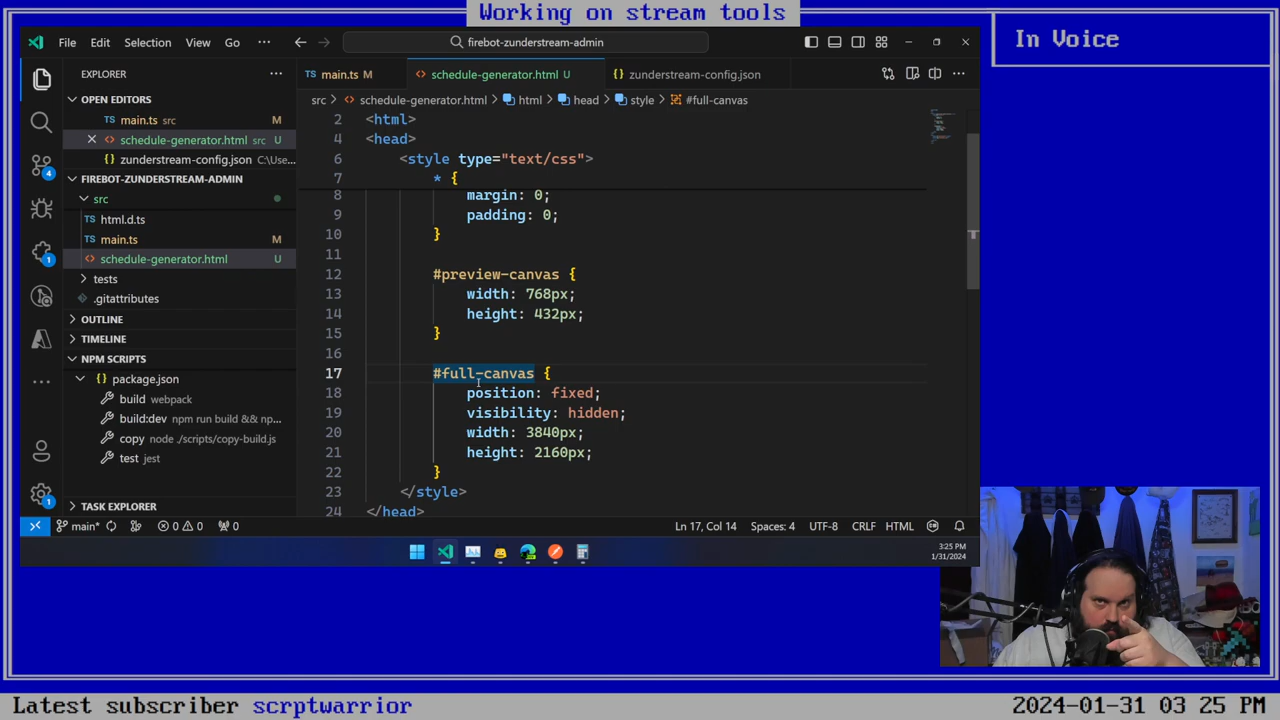 Working on stream tools
In Voice
File Edit Selection View Go ...
firebot-zunderstream-admin
EXPLORER
main.ts M
schedule-generator.html U
zunderstream-config.json
OPEN EDITORS
main.ts src
schedule-generator.html src U
zunderstream-config.json C:\Use...
FIREBOT-ZUNDERSTREAM-ADMIN
src
html.d.ts
main.ts M
schedule-generator.html U
tests
.gitattributes
OUTLINE
TIMELINE
NPM SCRIPTS
package.json
build webpack
build:dev npm run build && np...
copy node ./scripts/copy-build.js
test jest
TASK EXPLORER
4
1
1
src > schedule-generator.html > html > head > style > #full-canvas
2 <html>
4 <head>
6 <style type="text/css">
7 * {
8 margin: 0;
9 padding: 0;
10 }
11
12 #preview-canvas {
13 width: 768px;
14 height: 432px;
15 }
16
17 #full-canvas {
18 position: fixed;
19 visibility: hidden;
20 width: 3840px;
21 height: 2160px;
22 }
23 </style>
24 </head>
main* 0 0 0 Ln 17, Col 14 Spaces: 4 UTF-8 CRLF HTML
3:25 PM
1/31/2024
Latest subscriber scrptwarrior
2024-01-31 03 25 PM